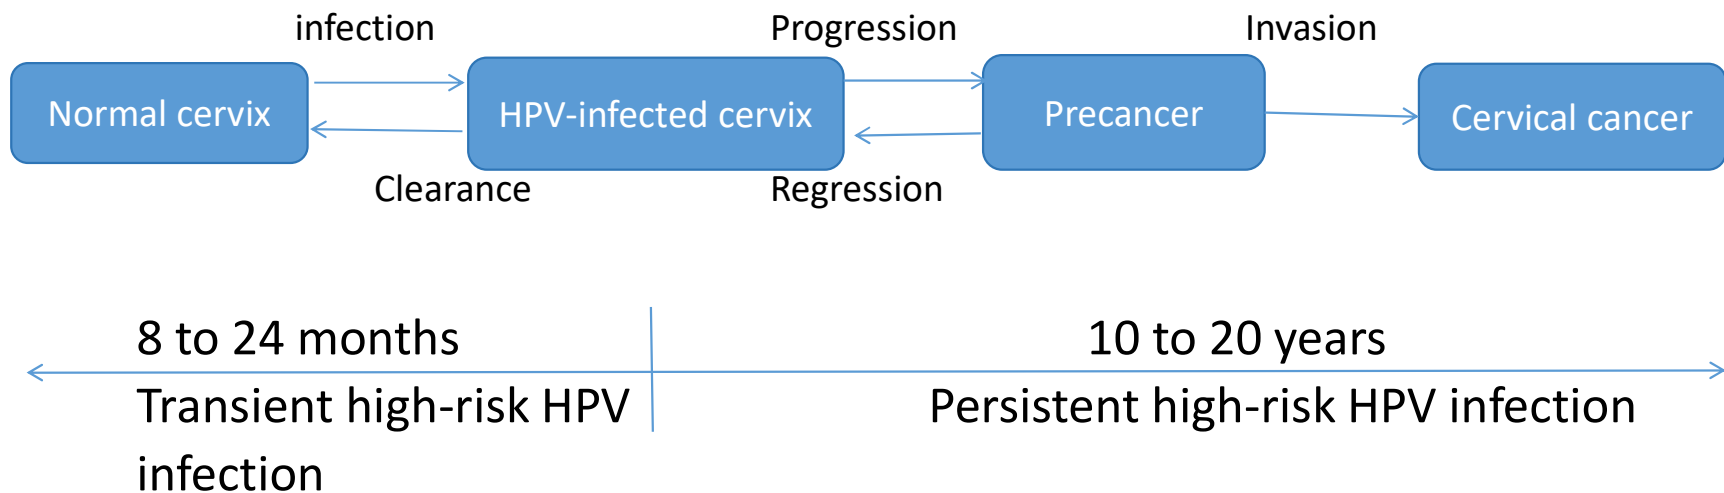 infection
Progression
Invasion
Normal cervix
HPV-infected cervix
Precancer
Cervical cancer
Clearance
Regression
8 to 24 months
10 to 20 years
Transient high-risk HPV
infection
Persistent high-risk HPV infection